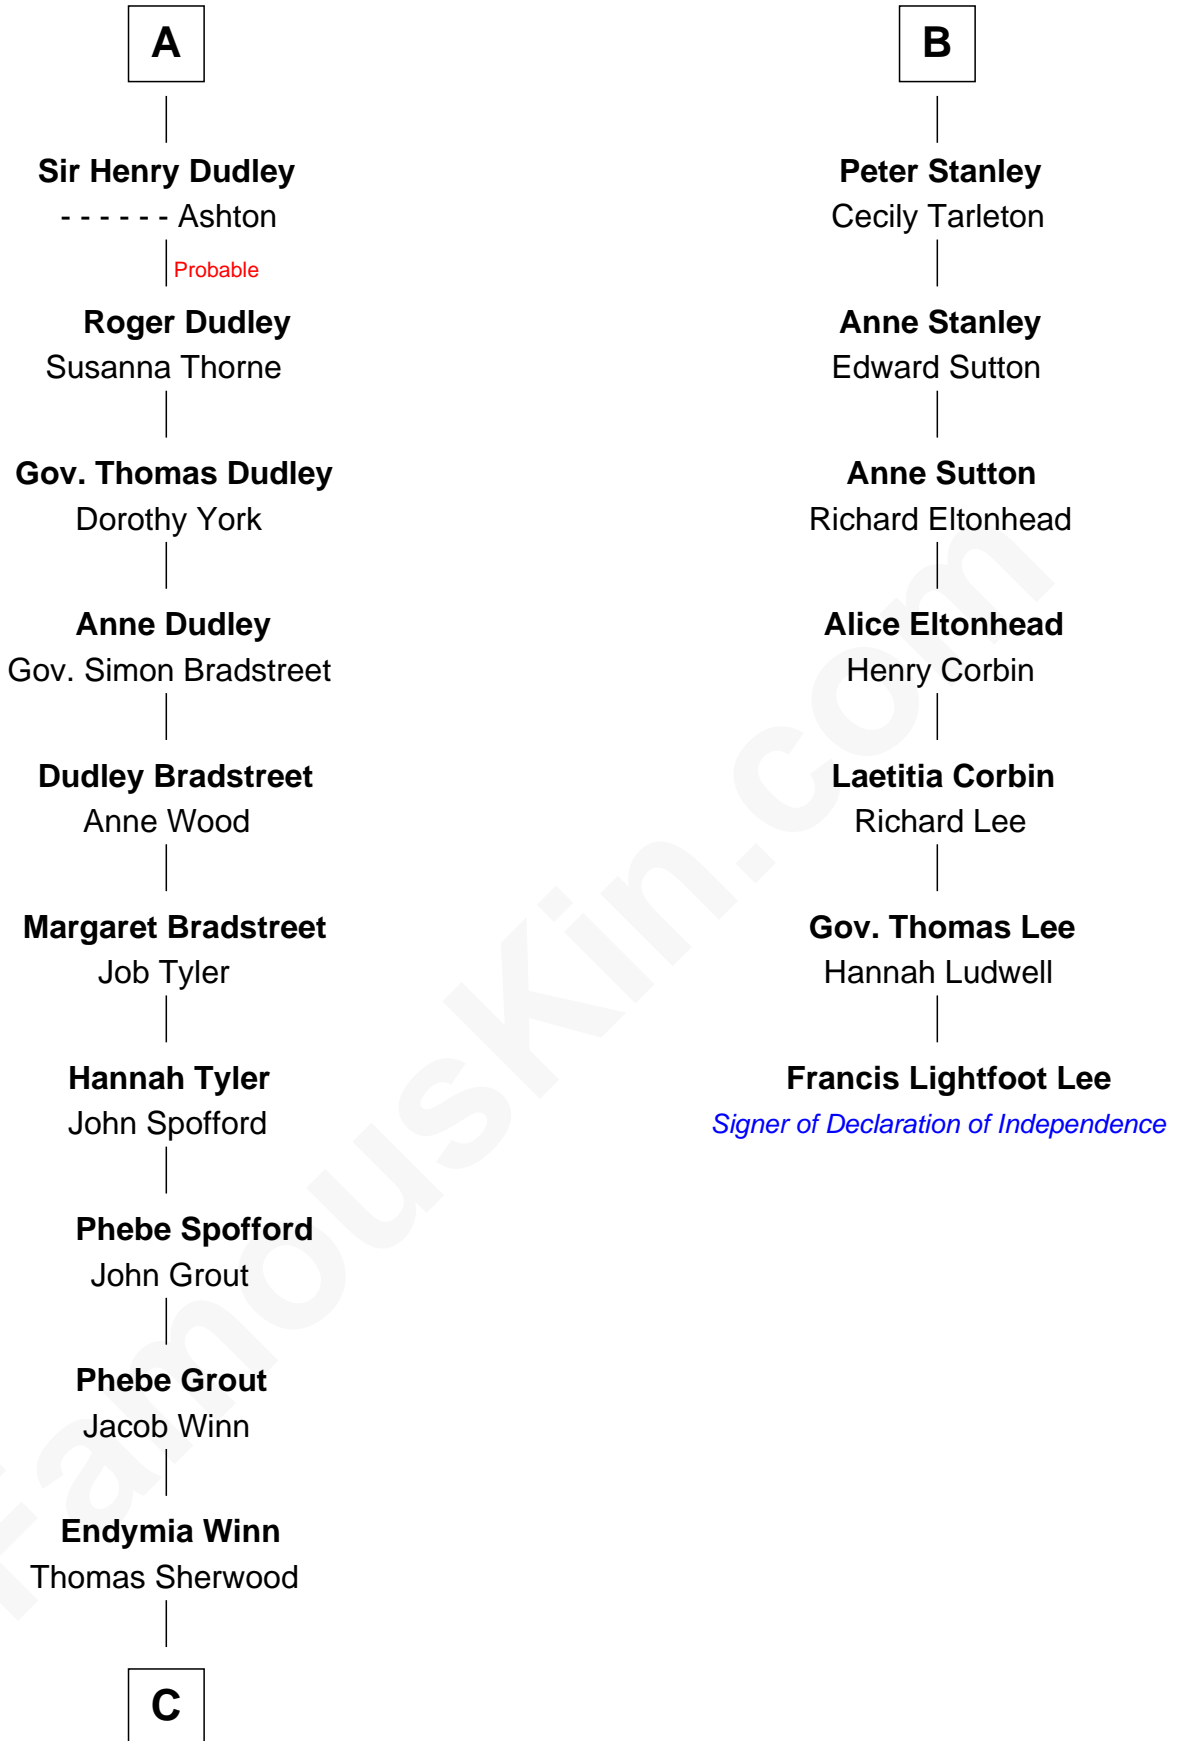 A
Sir Henry Dudley
- - - - - - Ashton
Probable
Roger Dudley
Susanna Thorne
Gov. Thomas Dudley
Dorothy York
Anne Dudley
Gov. Simon Bradstreet
Dudley Bradstreet
Anne Wood
Margaret Bradstreet
Job Tyler
Hannah Tyler
John Spofford
Phebe Spofford
John Grout
Phebe Grout
Jacob Winn
Endymia Winn
Thomas Sherwood
C
B
Peter Stanley
Cecily Tarleton
Anne Stanley
Edward Sutton
Anne Sutton
Richard Eltonhead
Alice Eltonhead
Henry Corbin
Laetitia Corbin
Richard Lee
Gov. Thomas Lee
Hannah Ludwell
Francis Lightfoot Lee
Signer of Declaration of Independence
FamousKin.com